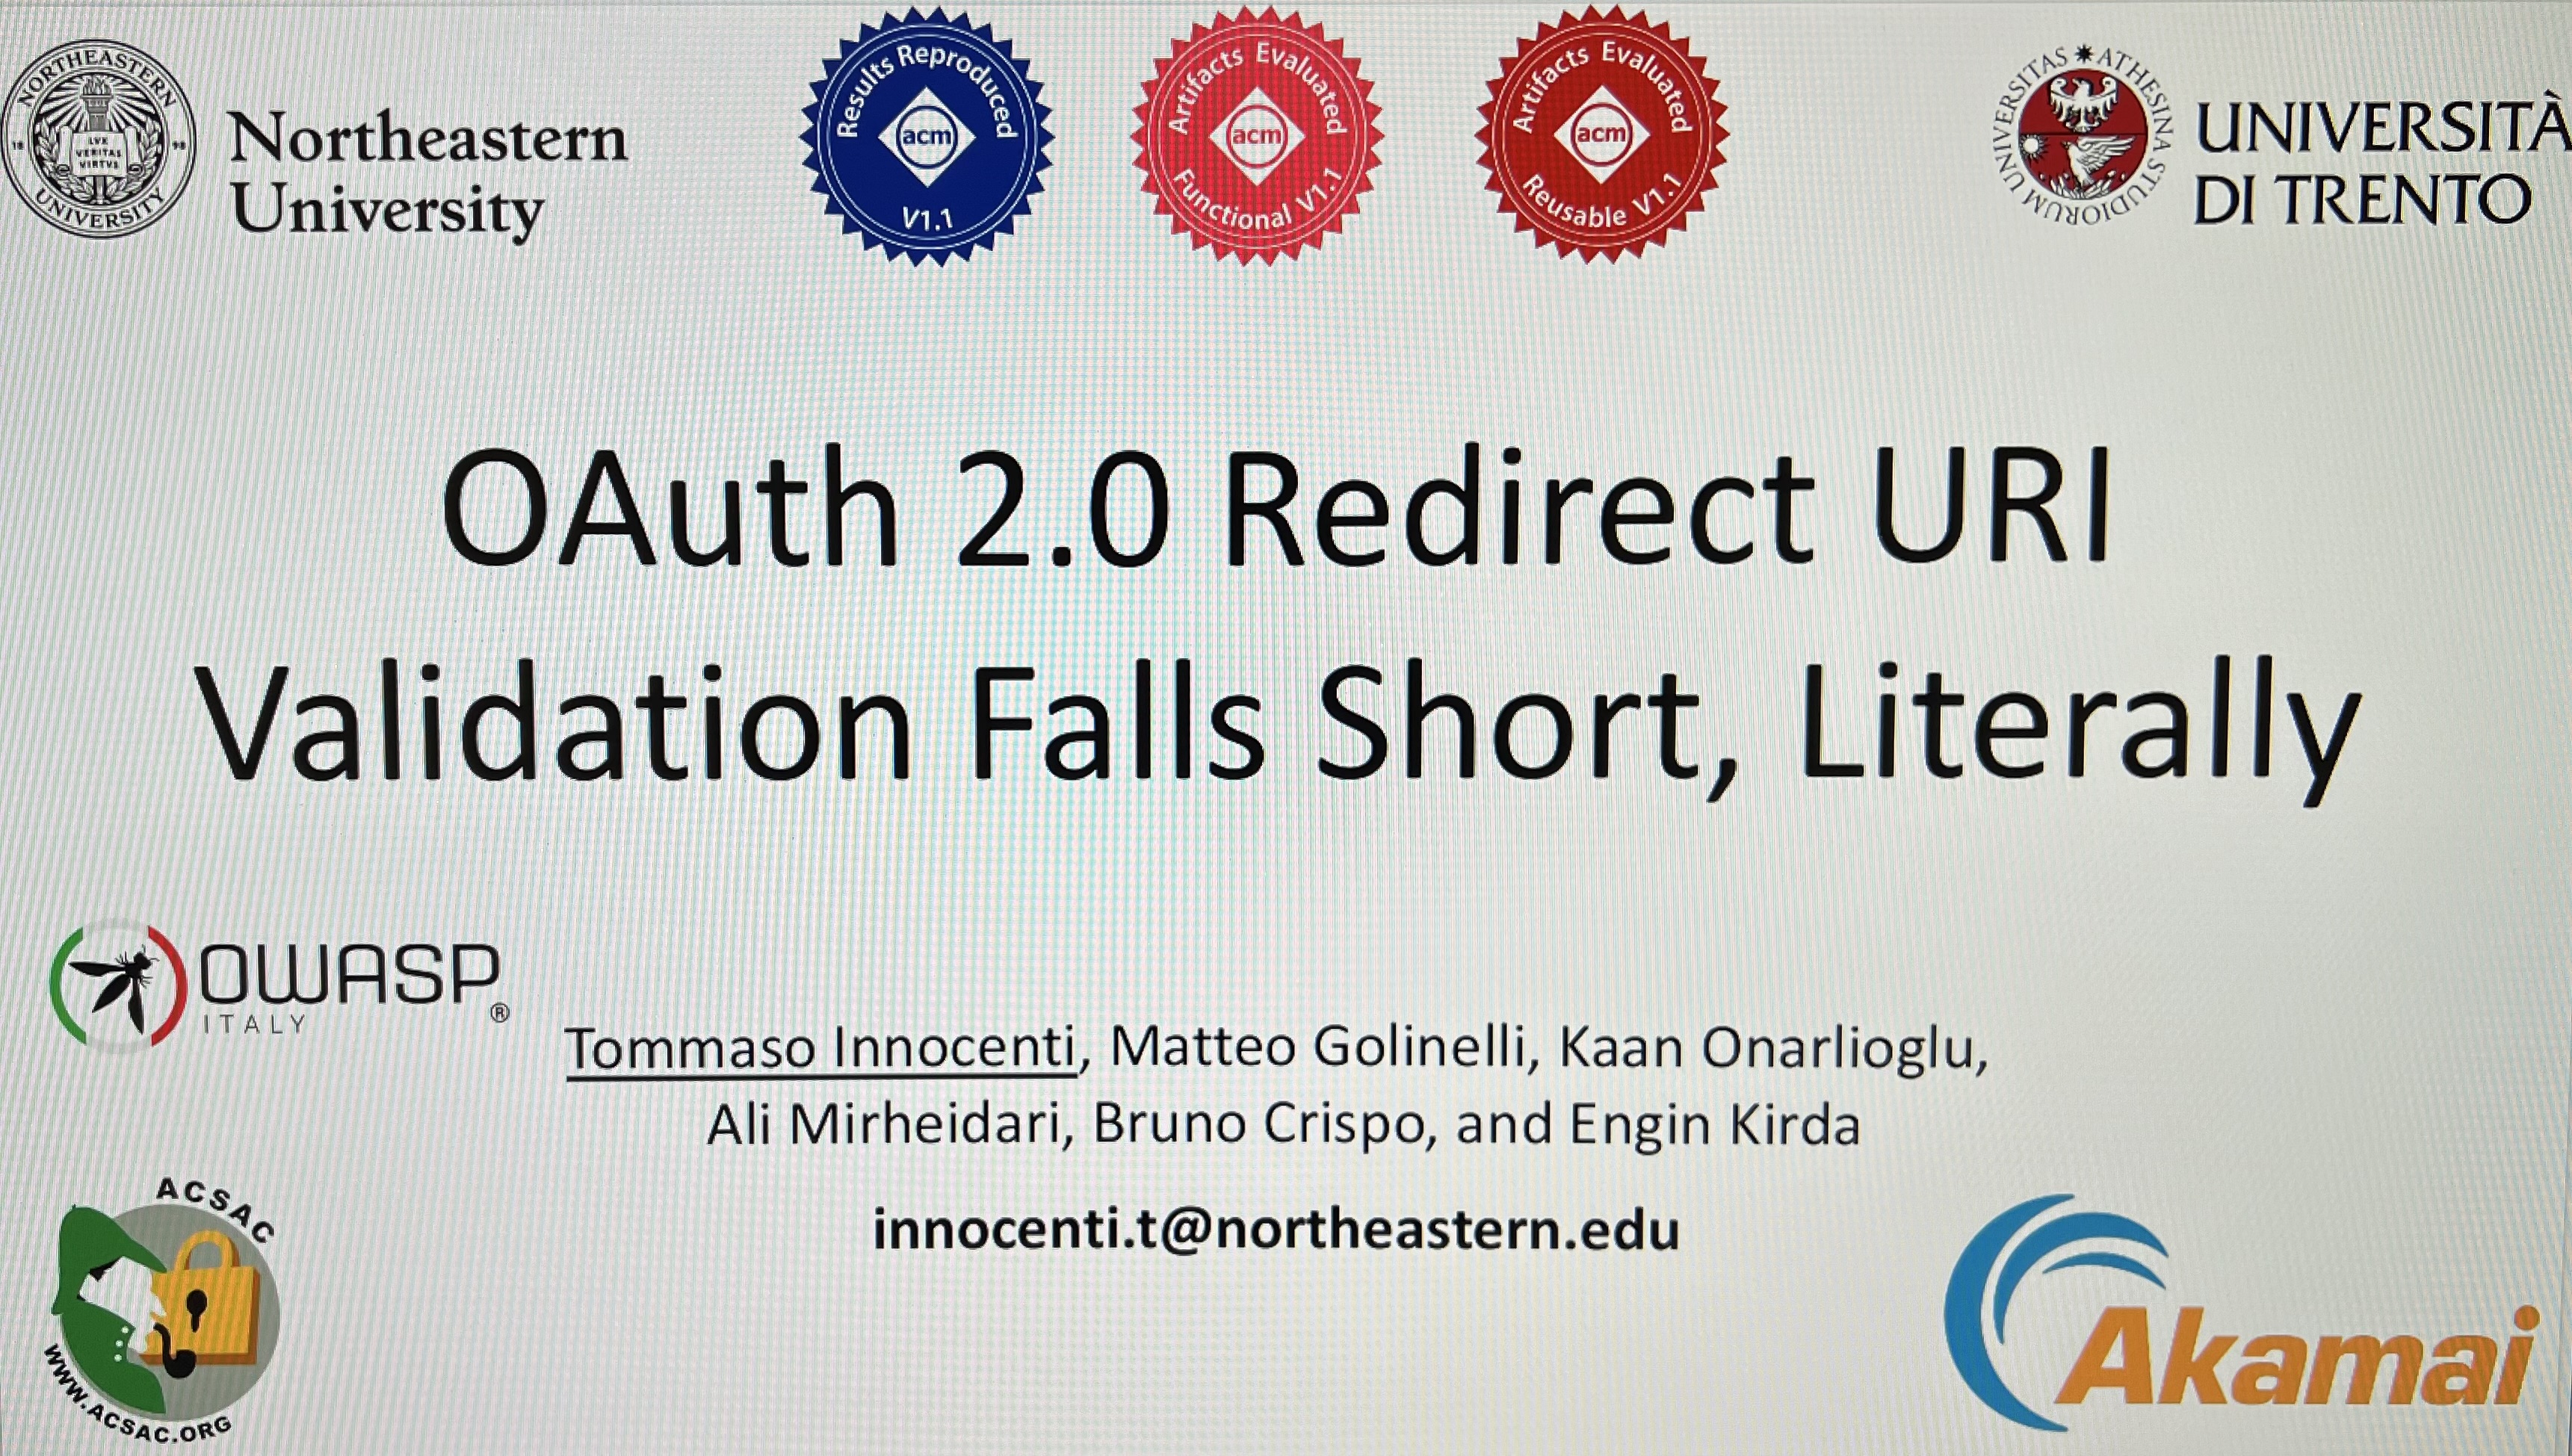 NORTHEASTERN
UNIVERSITY
18
98
LVX
VERITAS
VIRTVS
Northeastern
University
Results Reproduced
acm
V1.1
Artifacts Evaluated
acm
Functional V1.1
Artifacts Evaluated
acm
Reusable V1.1
UNIVERSITAS ATHESINA STUDIORUM
UNIVERSITÀ
DI TRENTO
OAuth 2.0 Redirect URI
Validation Falls Short, Literally
OWASP
®
ITALY
Tommaso Innocenti, Matteo Golinelli, Kaan Onarlioglu,
Ali Mirheidari, Bruno Crispo, and Engin Kirda
innocenti.t@northeastern.edu
ACSAC
WWW.ACSAC.ORG
Akamai